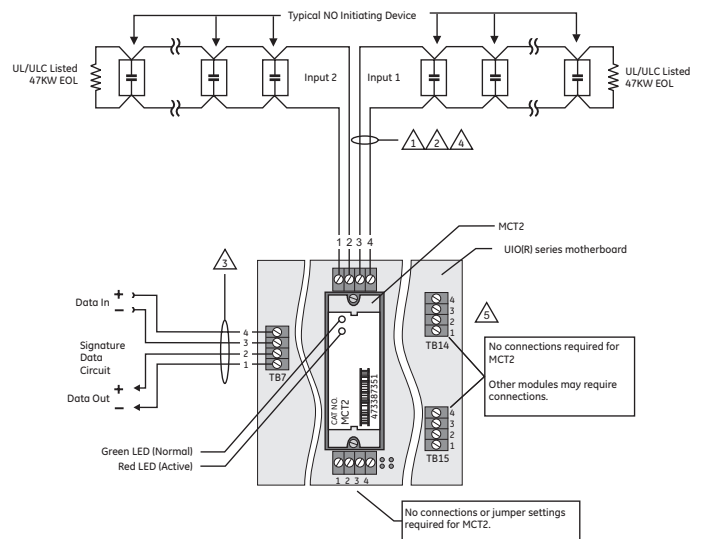 Typical NO Initiating Device
UL/ULC Listed
47KW EOL
Input 2
Input 1
UL/ULC Listed
47KW EOL
1 2 4
1 2 3 4
MCT2
UIO(R) series motherboard
3
Data In
+
−
Signature
Data
Circuit
Data Out
+
−
4
3
2
1
TB7
CAT NO.
MCT2
473387351
4
3
2
1
TB14
5
No connections required for
MCT2
Other modules may require
connections.
4
3
2
1
TB15
Green LED (Normal)
Red LED (Active)
1 2 3 4
No connections or jumper settings
required for MCT2.